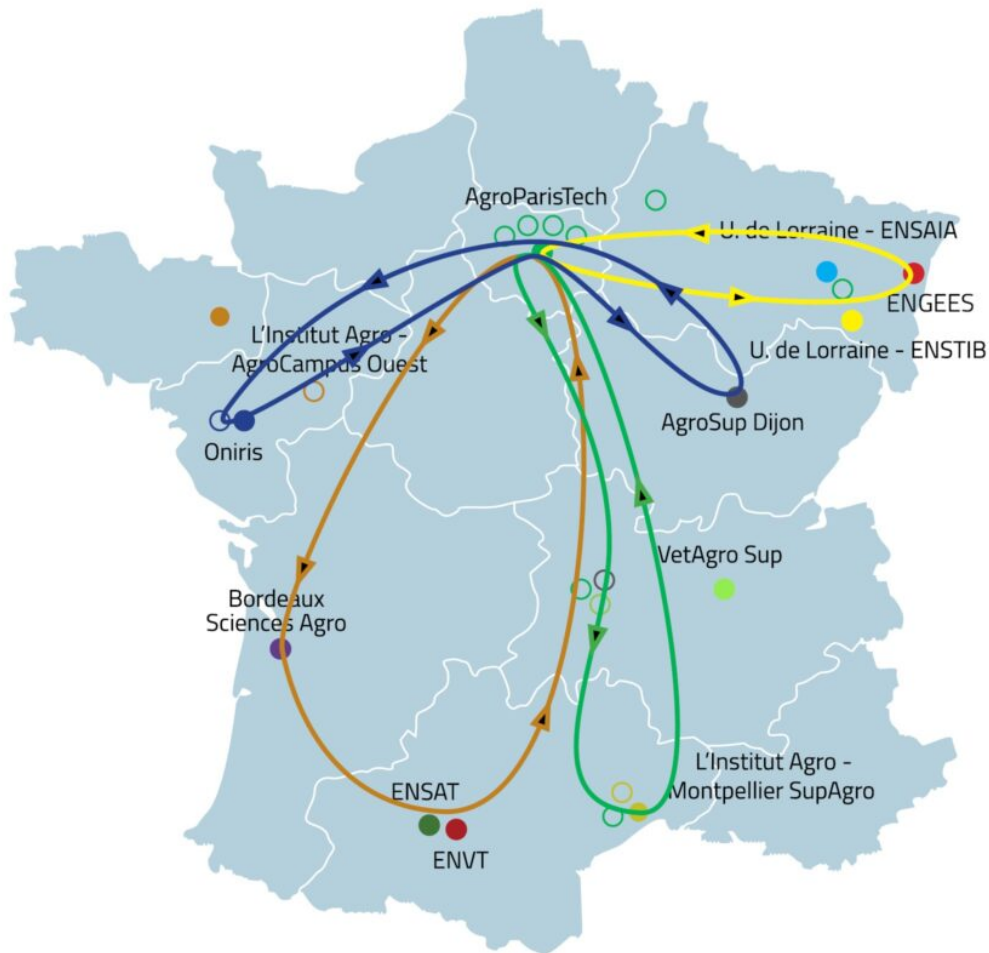 AgroParisTech
U. de Lorraine - ENSAIA
ENGEES
L'Institut Agro -
AgroCampus Ouest
U. de Lorraine - ENSTIB
AgroSup Dijon
Oniris
VetAgro Sup
Bordeaux
Sciences Agro
L'Institut Agro -
Montpellier SupAgro
ENSAT
ENVT